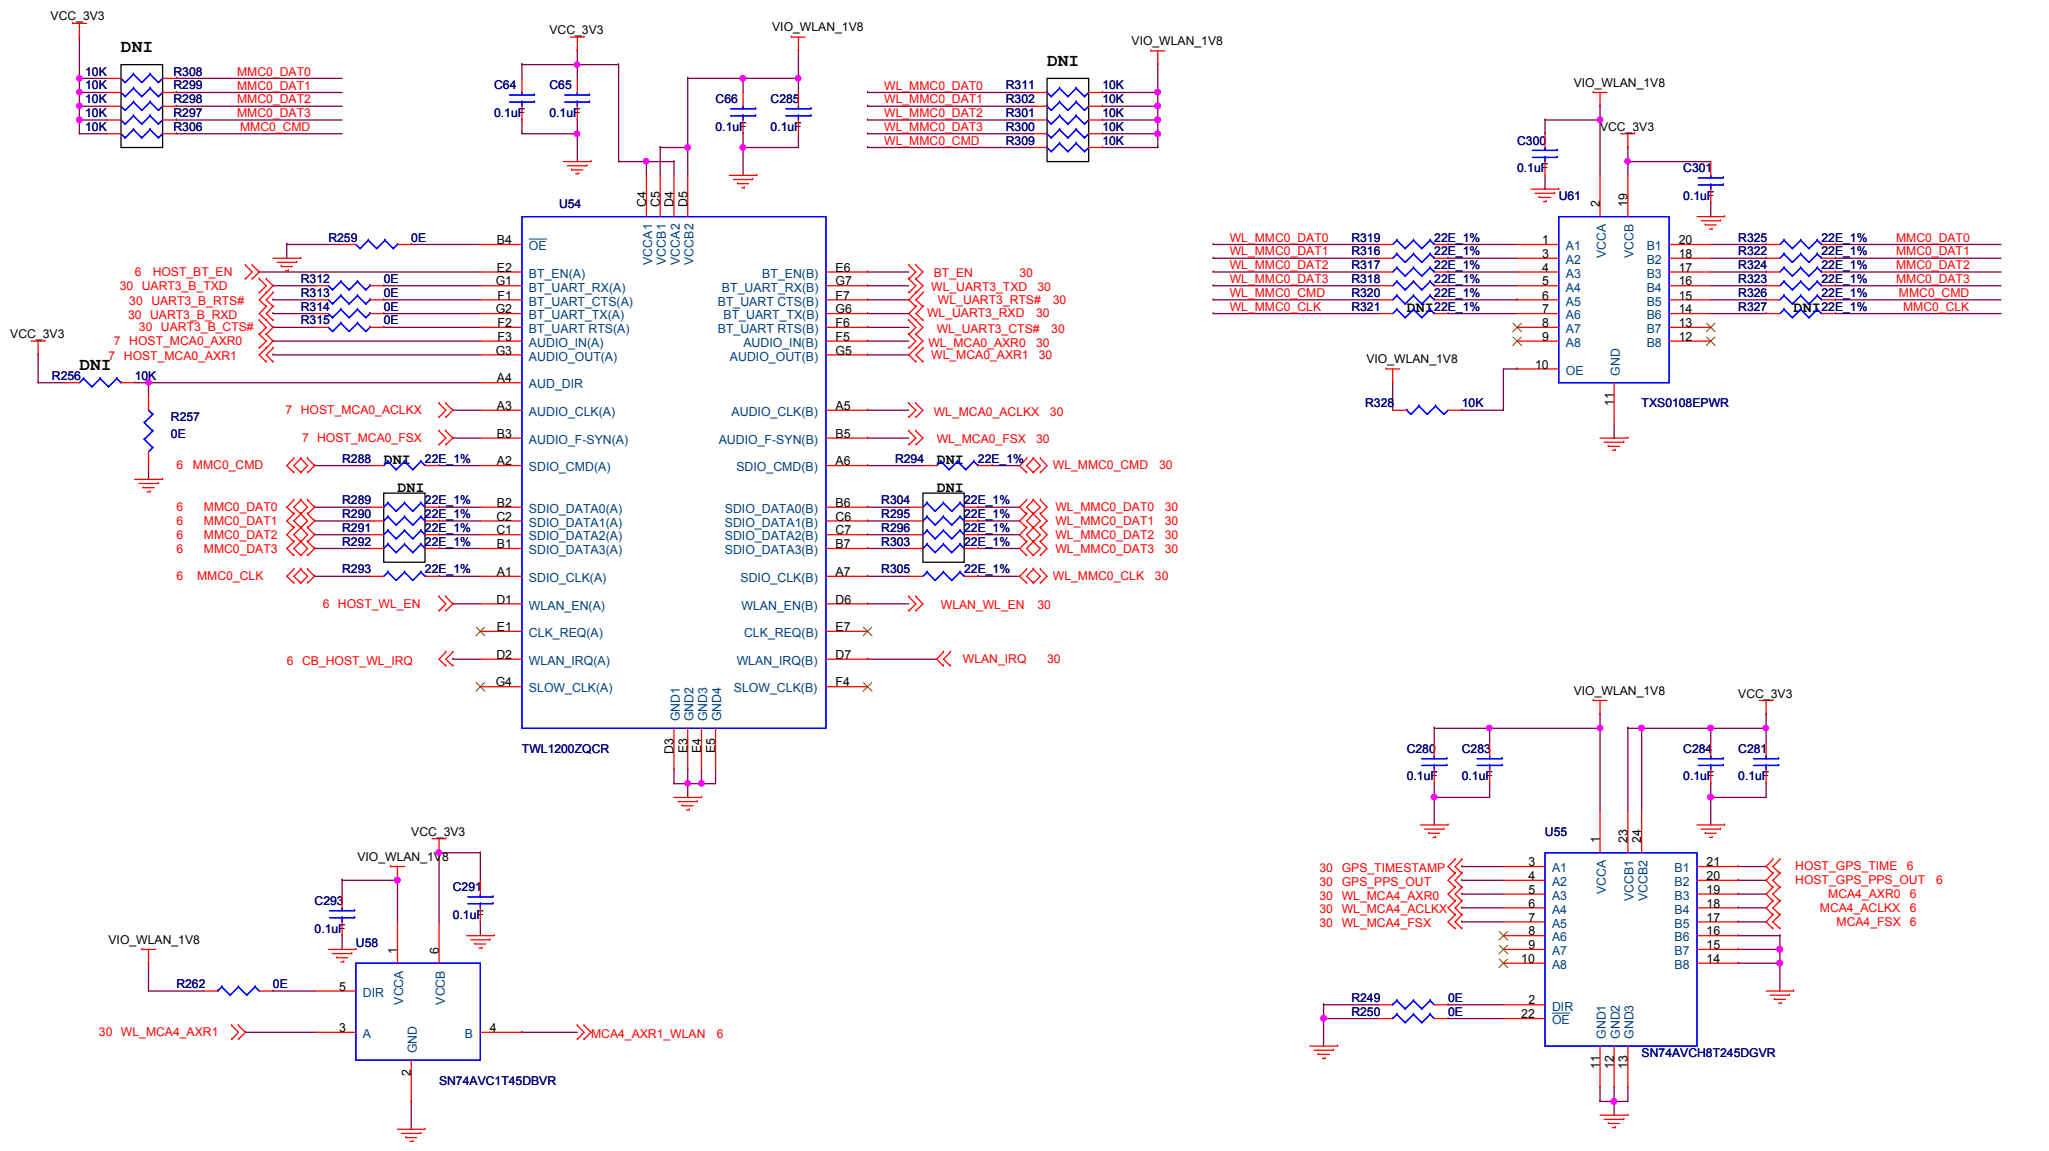 VCC_3V3
DNI
10K R308 MMC0_DAT0
10K R299 MMC0_DAT1
10K R298 MMC0_DAT2
10K R297 MMC0_DAT3
10K R306 MMC0_CMD
VCC_3V3
C64 C65
0.1uF 0.1uF
VIO_WLAN_1V8
C66 C285
0.1uF 0.1uF
VIO_WLAN_1V8
DNI
WL_MMC0_DAT0 R311 10K
WL_MMC0_DAT1 R302 10K
WL_MMC0_DAT2 R301 10K
WL_MMC0_DAT3 R300 10K
WL_MMC0_CMD R309 10K
U54
C4 C5 D4 D5
VCCA1 VCCB1 VCCA2 VCCB2
R259 0E B4 OE
6 HOST_BT_EN E2 BT_EN(A) BT_EN(B) E6 BT_EN 30
30 UART3_B_TXD R312 0E G1 BT_UART_RX(A) BT_UART_RX(B) G7 WL_UART3_TXD 30
30 UART3_B_RTS# R313 0E F1 BT_UART_CTS(A) BT_UART CTS(B) F7 WL_UART3_RTS# 30
30 UART3_B_RXD R314 0E G2 BT_UART_TX(A) BT_UART_TX(B) G6 WL_UART3_RXD 30
30 UART3_B_CTS# R315 0E F2 BT_UART RTS(A) BT_UART RTS(B) F6 WL_UART3_CTS# 30
7 HOST_MCA0_AXR0 F3 AUDIO_IN(A) AUDIO_IN(B) F5 WL_MCA0_AXR0 30
7 HOST_MCA0_AXR1 G3 AUDIO_OUT(A) AUDIO_OUT(B) G5 WL_MCA0_AXR1 30
VCC_3V3
DNI
R256 10K A4 AUD_DIR
R257
0E
7 HOST_MCA0_ACLKX A3 AUDIO_CLK(A) AUDIO_CLK(B) A5 WL_MCA0_ACLKX 30
7 HOST_MCA0_FSX B3 AUDIO_F-SYN(A) AUDIO_F-SYN(B) B5 WL_MCA0_FSX 30
6 MMC0_CMD R288 DNI 22E_1% A2 SDIO_CMD(A) SDIO_CMD(B) A6 R294 DNI 22E_1% WL_MMC0_CMD 30
DNI DNI
6 MMC0_DAT0 R289 22E_1% B2 SDIO_DATA0(A) SDIO_DATA0(B) B6 R304 22E_1% WL_MMC0_DAT0 30
6 MMC0_DAT1 R290 22E_1% C2 SDIO_DATA1(A) SDIO_DATA1(B) C6 R295 22E_1% WL_MMC0_DAT1 30
6 MMC0_DAT2 R291 22E_1% C1 SDIO_DATA2(A) SDIO_DATA2(B) C7 R296 22E_1% WL_MMC0_DAT2 30
6 MMC0_DAT3 R292 22E_1% B1 SDIO_DATA3(A) SDIO_DATA3(B) B7 R303 22E_1% WL_MMC0_DAT3 30
6 MMC0_CLK R293 22E_1% A1 SDIO_CLK(A) SDIO_CLK(B) A7 R305 22E_1% WL_MMC0_CLK 30
6 HOST_WL_EN D1 WLAN_EN(A) WLAN_EN(B) D6 WLAN_WL_EN 30
E1 CLK_REQ(A) CLK_REQ(B) E7
6 CB_HOST_WL_IRQ D2 WLAN_IRQ(A) WLAN_IRQ(B) D7 WLAN_IRQ 30
G4 SLOW_CLK(A) SLOW_CLK(B) F4
GND1 GND2 GND3 GND4
D3 E3 E4 E5
TWL1200ZQCR
VIO_WLAN_1V8
VCC_3V3
C300
0.1uF
C301
0.1uF
U61
2 19
VCCA VCCB
WL_MMC0_DAT0 R319 22E_1% 1 A1 B1 20 R325 22E_1% MMC0_DAT0
WL_MMC0_DAT1 R316 22E_1% 3 A2 B2 18 R322 22E_1% MMC0_DAT1
WL_MMC0_DAT2 R317 22E_1% 4 A3 B3 17 R324 22E_1% MMC0_DAT2
WL_MMC0_DAT3 R318 22E_1% 5 A4 B4 16 R323 22E_1% MMC0_DAT3
WL_MMC0_CMD R320 22E_1% 6 A5 B5 15 R326 22E_1% MMC0_CMD
WL_MMC0_CLK R321 DNI 22E_1% 7 A6 B6 14 R327 DNI 22E_1% MMC0_CLK
8 A7 B7 13
9 A8 B8 12
VIO_WLAN_1V8
10 OE GND
R328 10K
11
TXS0108EPWR
VCC_3V3
VIO_WLAN_1V8
C293
0.1uF
C291
0.1uF
U58
1 6
VCCA VCCB
VIO_WLAN_1V8
R262 0E 5 DIR
30 WL_MCA4_AXR1 3 A GND B 4 MCA4_AXR1_WLAN 6
2
SN74AVC1T45DBVR
VIO_WLAN_1V8
VCC_3V3
C280 C283 C284 C281
0.1uF 0.1uF 0.1uF 0.1uF
U55
1 23 24
VCCA VCCB1 VCCB2
30 GPS_TIMESTAMP 3 A1 B1 21 HOST_GPS_TIME 6
30 GPS_PPS_OUT 4 A2 B2 20 HOST_GPS_PPS_OUT 6
30 WL_MCA4_AXR0 5 A3 B3 19 MCA4_AXR0 6
30 WL_MCA4_ACLKX 6 A4 B4 18 MCA4_ACLKX 6
30 WL_MCA4_FSX 7 A5 B5 17 MCA4_FSX 6
8 A6 B6 16
9 A7 B7 15
10 A8 B8 14
R249 0E 2 DIR
R250 0E 22 OE
GND1 GND2 GND3
11 12 13
SN74AVCH8T245DGVR